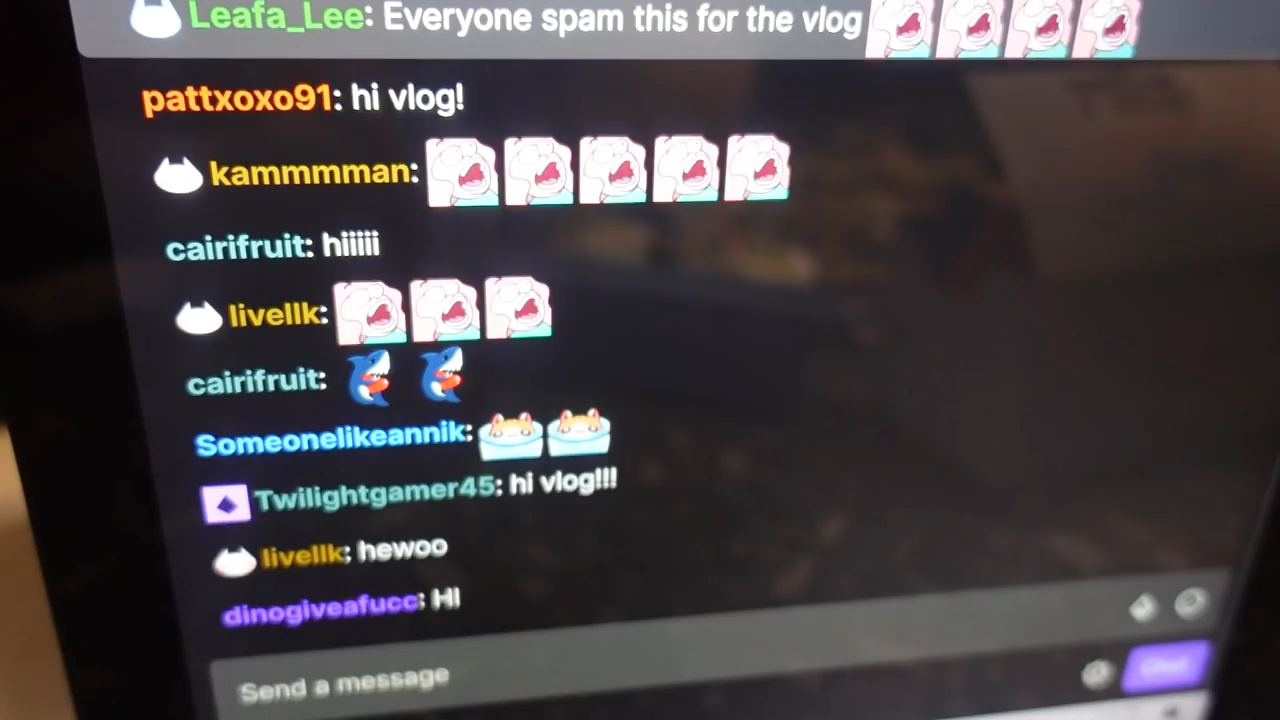 Leafa_Lee: Everyone spam this for the vlog
pattxoxo91: hi vlog!
kammmman:
cairifruit: hiiiii
livellk:
cairifruit:
Someonelikeannik:
Twilightgamer45: hi vlog!!!
livellk: hewoo
dinogiveafucc: HI
Send a message
Chat